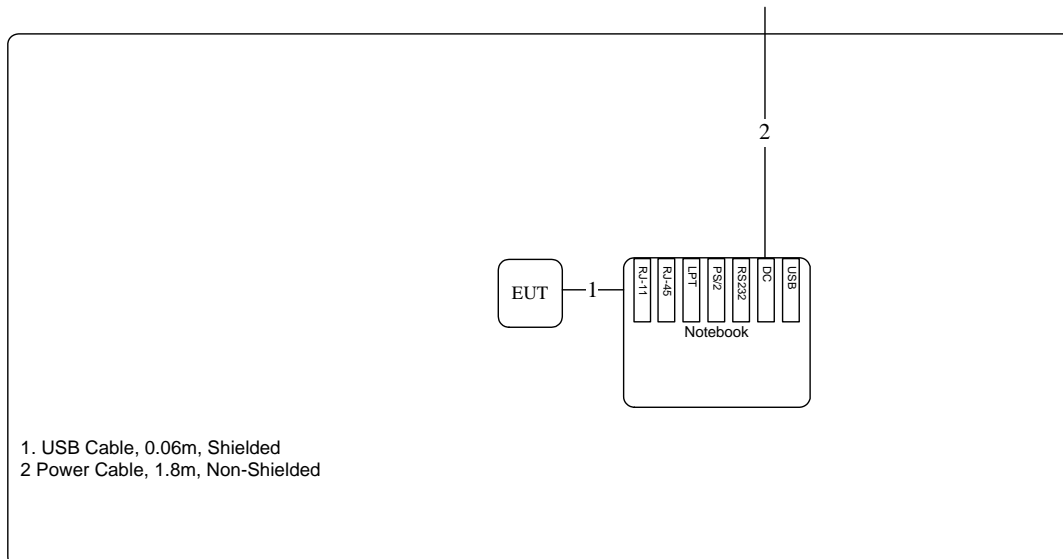 2
EUT
1
RJ-11
RJ-45
LPT
PS/2
RS232
DC
USB
Notebook
1. USB Cable, 0.06m, Shielded
2 Power Cable, 1.8m, Non-Shielded